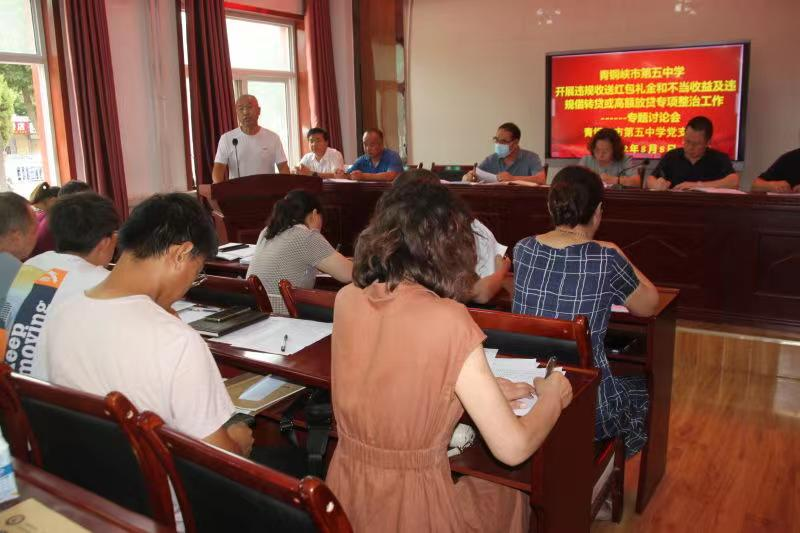 青铜峡市第五中学
开展违规收送红包礼金和不当收益及违
规借转贷或高额放贷专项整治工作
------专题讨论会
青铜峡市第五中学党支
2年8月8日
eep
moving